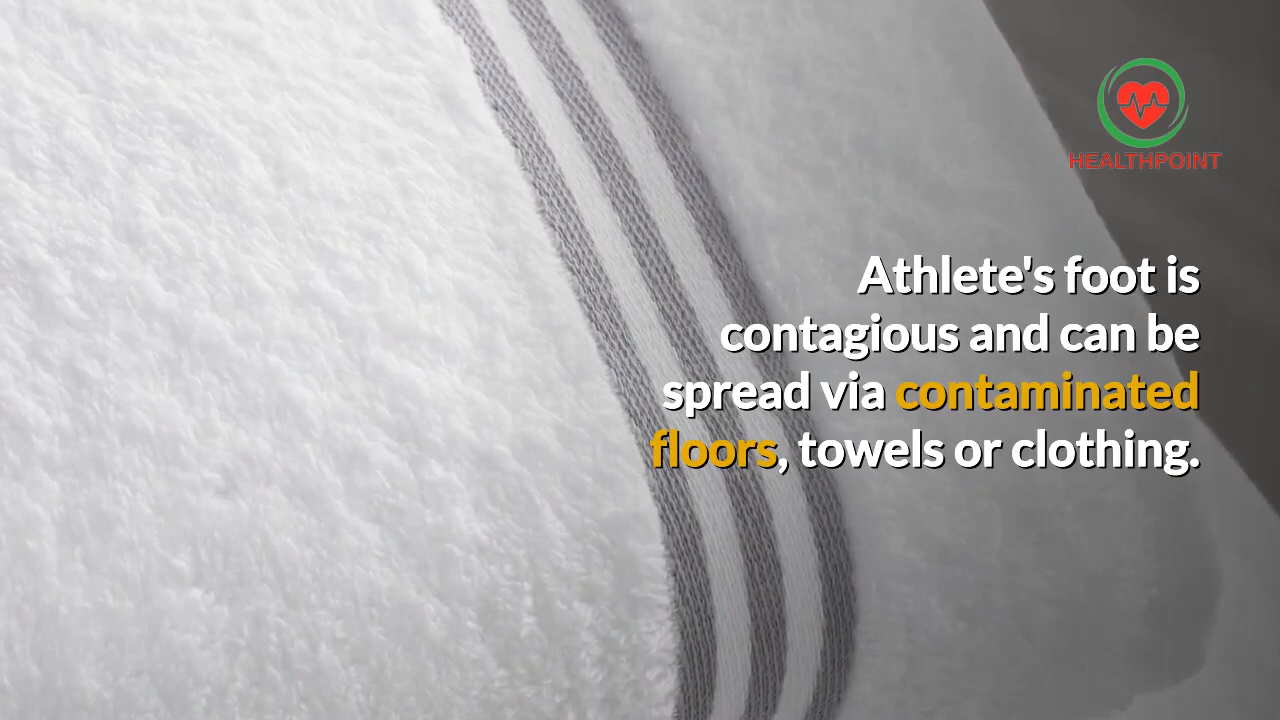 HEALTHPOINT
Athlete's foot is
contagious and can be
spread via contaminated
floors, towels or clothing.